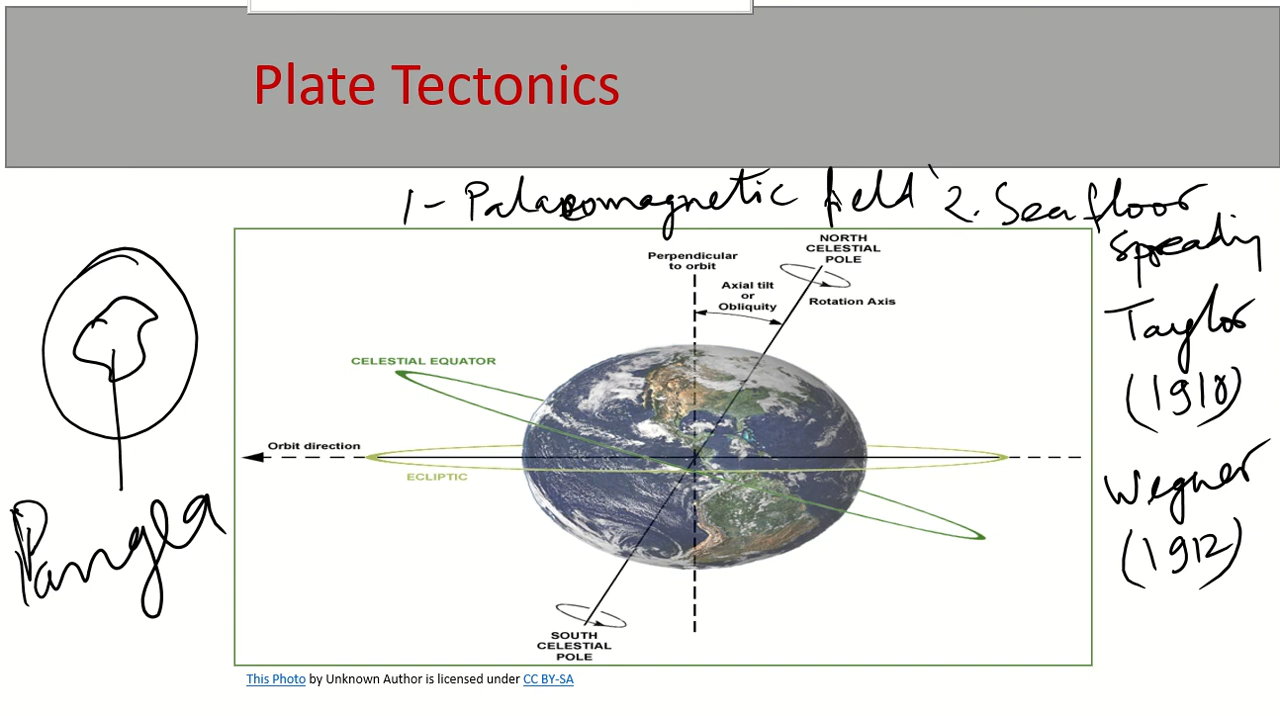 Plate Tectonics
1- Palaeomagnetic field 2. Sea floor
spreading
NORTH
CELESTIAL
POLE
Perpendicular
to orbit
Axial tilt
or
Obliquity
Rotation Axis
Taylor
(1910)
CELESTIAL EQUATOR
Orbit direction
ECLIPTIC
Wegner
(1912)
Pangea
SOUTH
CELESTIAL
POLE
This Photo by Unknown Author is licensed under CC BY-SA